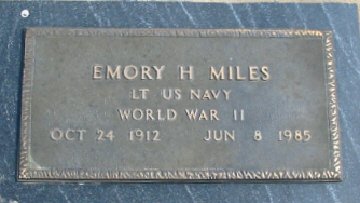 EMORY H MILES
LT US NAVY
WORLD WAR II
OCT 24 1912 JUN 8 1985